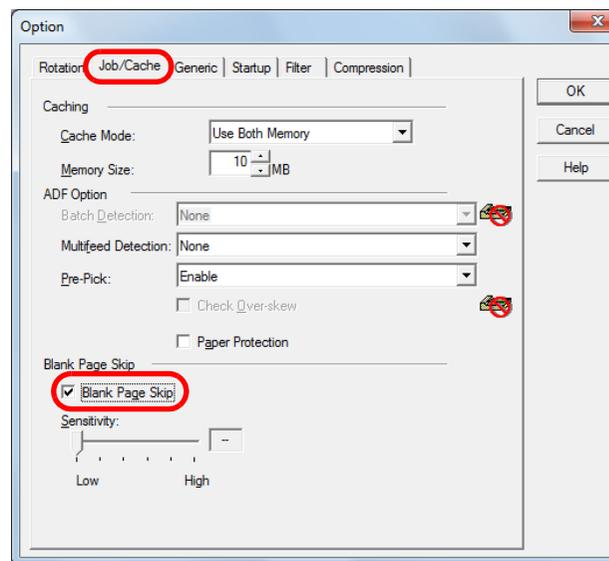 Option
Rotation Job/Cache Generic Startup Filter Compression
OK
Caching
Cache Mode: Use Both Memory
Cancel
Memory Size: 10 MB
Help
ADF Option
Batch Detection: None
Multifeed Detection: None
Pre-Pick: Enable
Check Over-skew
Paper Protection
Blank Page Skip
Blank Page Skip
Sensitivity:
--
Low High